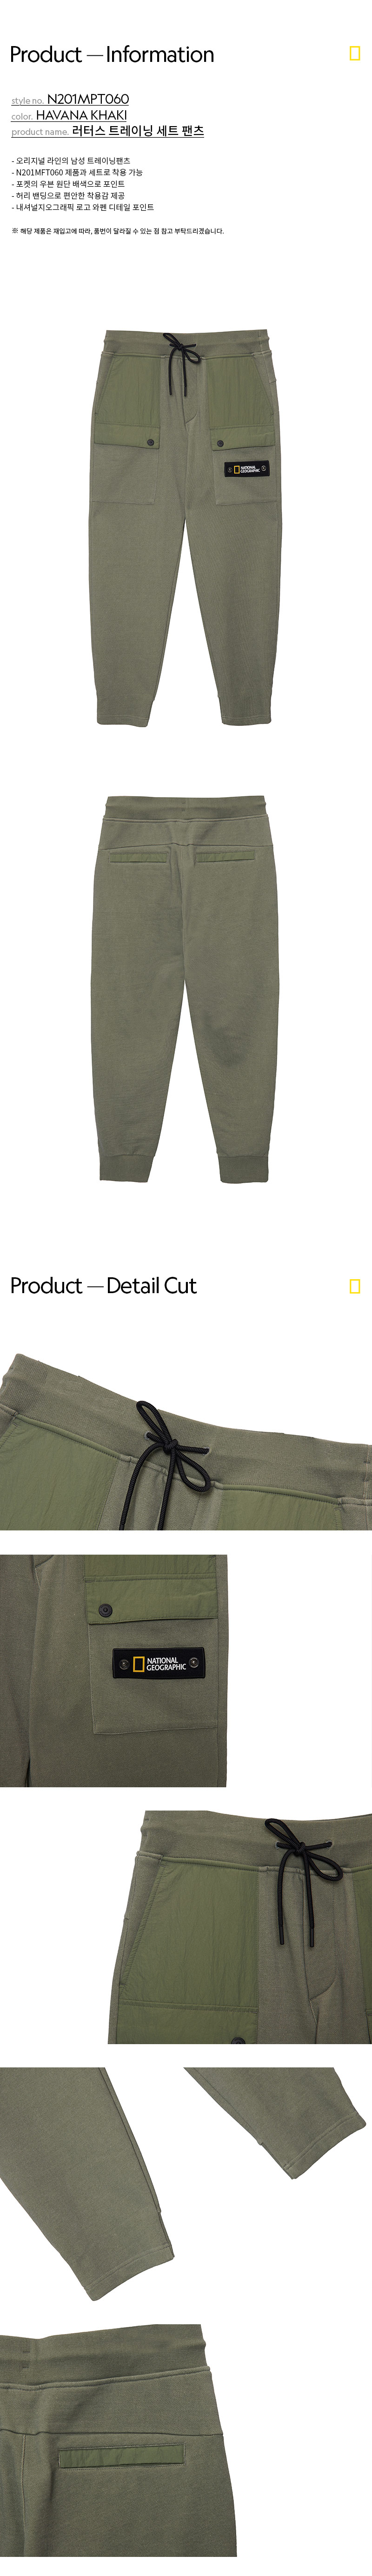 Product — Information
style no. N201MPT060
color. HAVANA KHAKI
product name. 러터스 트레이닝 세트 팬츠
- 오리지널 라인의 남성 트레이닝팬츠
- N201MFT060 제품과 세트로 착용 가능
- 포켓의 우븐 원단 배색으로 포인트
- 허리 밴딩으로 편안한 착용감 제공
- 내셔널지오그래픽 로고 와펜 디테일 포인트
※ 해당 제품은 재입고에 따라, 품번이 달라질 수 있는 점 참고 부탁드리겠습니다.
NATIONAL
GEOGRAPHIC
Product — Detail Cut
NATIONAL
GEOGRAPHIC